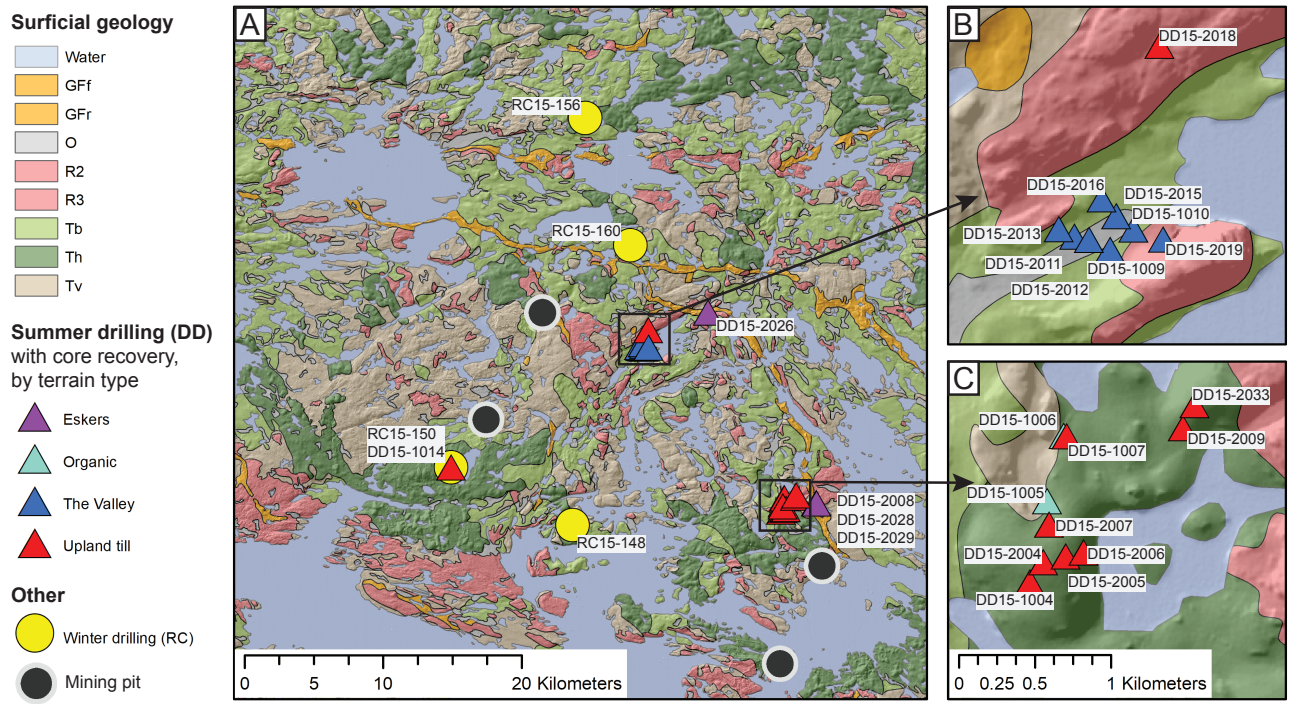 Surficial geology
Water
GFf
GFr
O
R2
R3
Tb
Th
Tv
Summer drilling (DD)
with core recovery,
by terrain type
Eskers
Organic
The Valley
Upland till
Other
Winter drilling (RC)
Mining pit
A
RC15-156
RC15-160
DD15-2026
RC15-150
DD15-1014
RC15-148
DD15-2008
DD15-2028
DD15-2029
0 5 10 20 Kilometers
B
DD15-2018
DD15-2016
DD15-2015
DD15-1010
DD15-2013
DD15-2019
DD15-2011
DD15-1009
DD15-2012
C
DD15-2033
DD15-1006
DD15-2009
DD15-1007
DD15-1005
DD15-2007
DD15-2004
DD15-2006
DD15-2005
DD15-1004
0 0.25 0.5 1 Kilometers